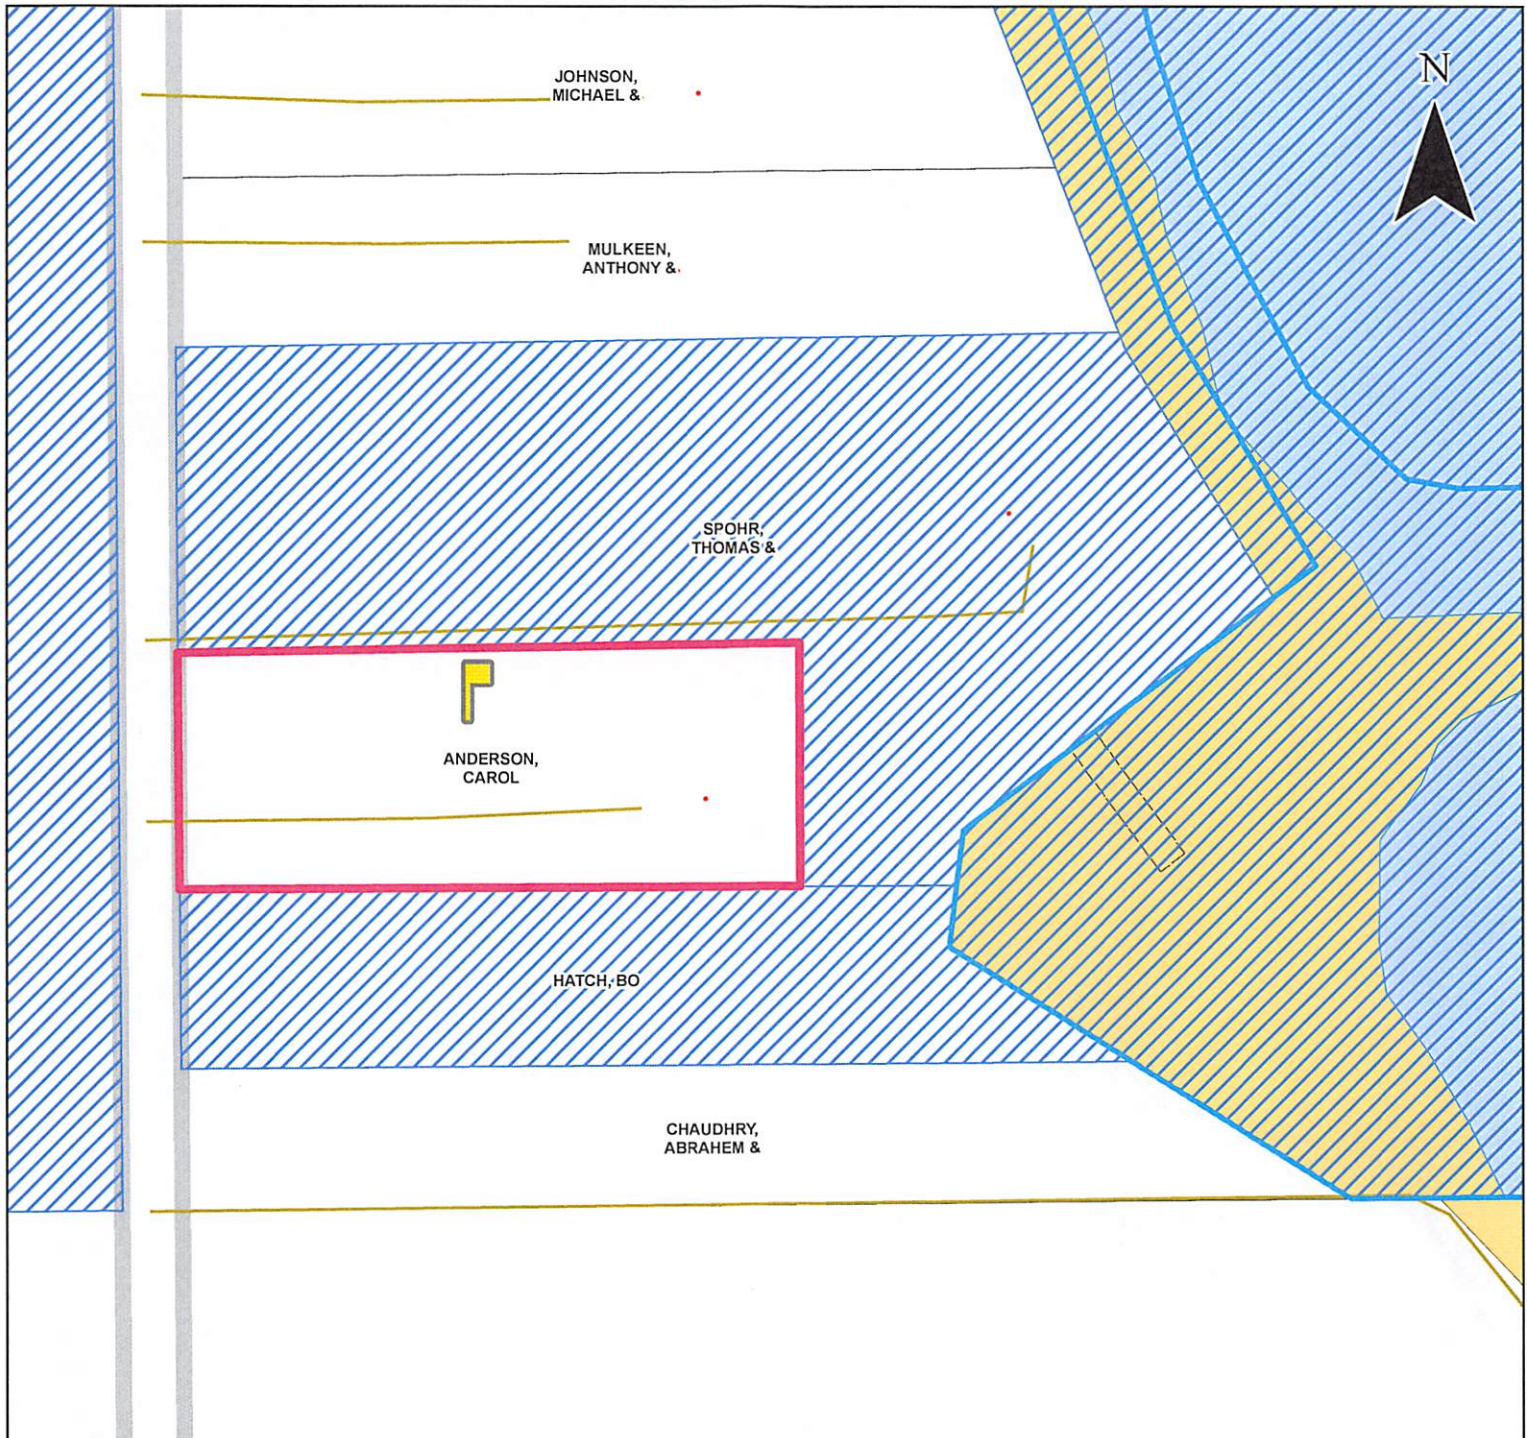 N
JOHNSON,
MICHAEL &
MULKEEN,
ANTHONY &
SPOHR,
THOMAS &
ANDERSON,
CAROL
HATCH, BO
CHAUDHRY,
ABRAHEM &